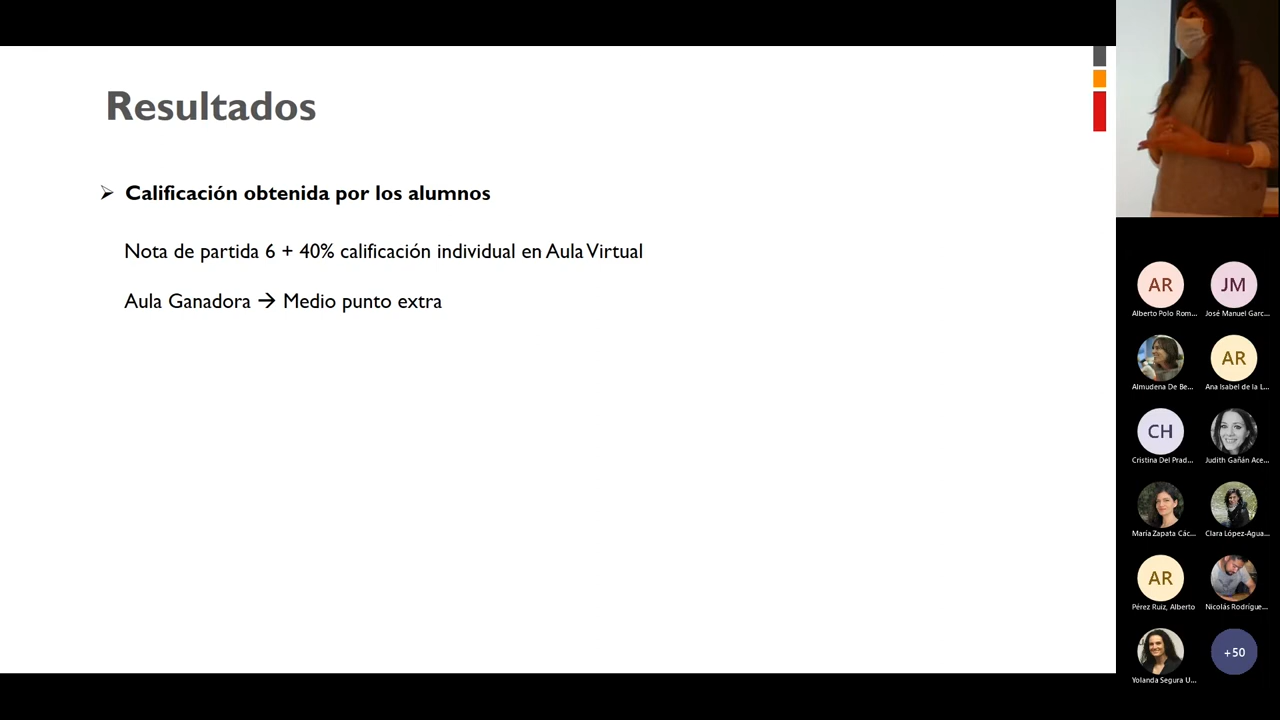 Resultados
➢ Calificación obtenida por los alumnos
Nota de partida 6 + 40% calificación individual en Aula Virtual
Aula Ganadora → Medio punto extra
AR
JM
Alberto Polo Rom...
José Manuel Garc...
AR
Almudena De Be...
Ana Isabel de la L...
CH
Cristina Del Prad...
Judith Gañán Ace...
María Zapata Các...
Clara López-Agua...
AR
Pérez Ruiz, Alberto
Nicolás Rodrígue...
+50
Yolanda Segura U...